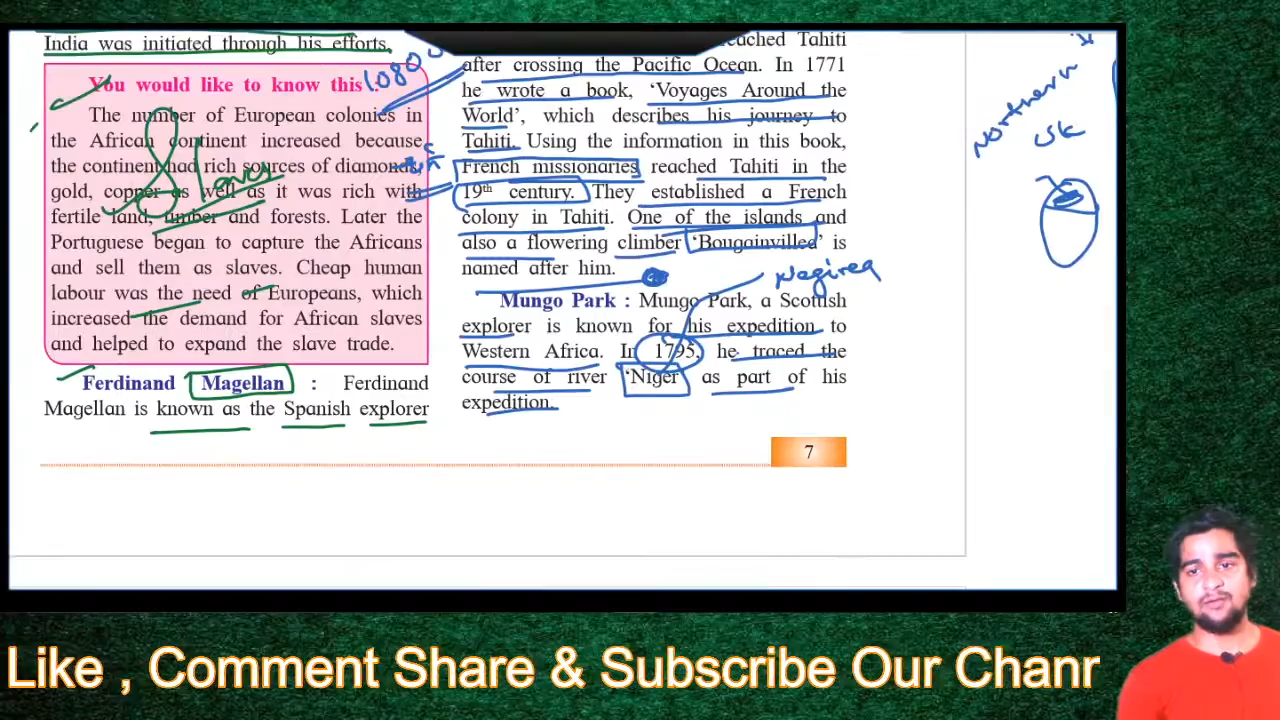 India was initiated through his efforts.
You would like to know this :
The number of European colonies in
the African continent increased because
the continent had rich sources of diamond,
gold, copper as well as it was rich with
fertile land, timber and forests. Later the
Portuguese began to capture the Africans
and sell them as slaves. Cheap human
labour was the need of Europeans, which
increased the demand for African slaves
and helped to expand the slave trade.
Slaves
Ferdinand Magellan : Ferdinand
Magellan is known as the Spanish explorer
reached Tahiti
after crossing the Pacific Ocean. In 1771
he wrote a book, ‘Voyages Around the
World’, which describes his journey to
Tahiti. Using the information in this book,
French missionaries reached Tahiti in the
19th century. They established a French
colony in Tahiti. One of the islands and
also a flowering climber ‘Bougainvilled’ is
named after him.
Mungo Park : Mungo Park, a Scottish
explorer is known for his expedition to
Western Africa. In 1795, he traced the
course of river ‘Niger’ as part of his
expedition.
7
Northern
UK
Like , Comment Share & Subscribe Our Chanr